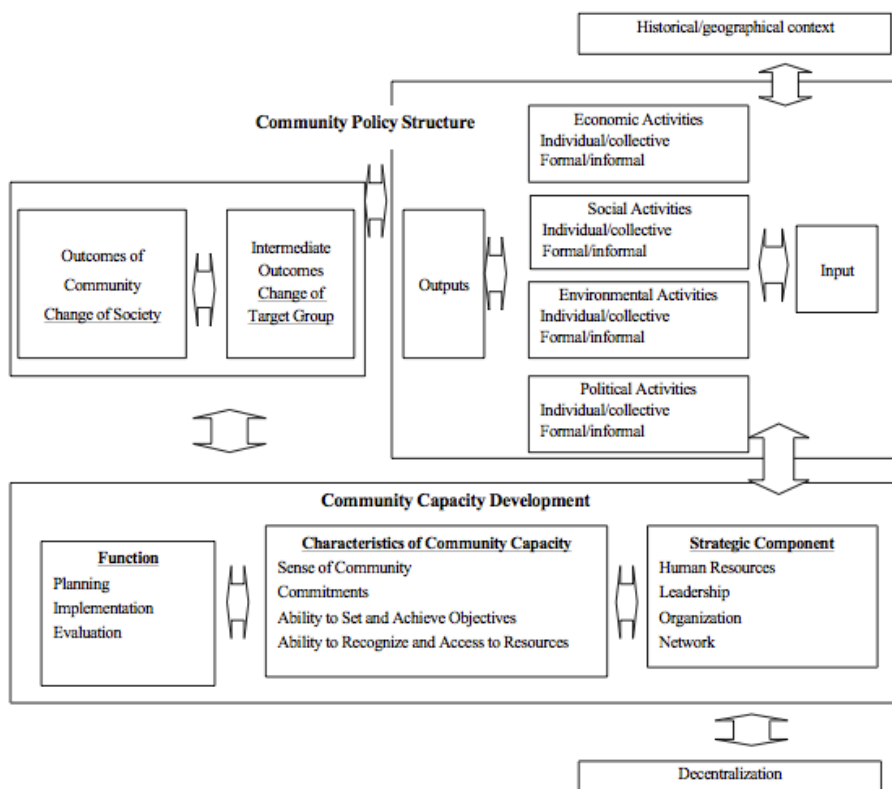 Historical/geographical context
Community Policy Structure
Economic Activities
Individual/collective
Formal/informal
Social Activities
Individual/collective
Formal/informal
Environmental Activities
Individual/collective
Formal/informal
Political Activities
Individual/collective
Formal/informal
Input
Outputs
Intermediate
Outcomes
Change of
Target Group
Outcomes of
Community
Change of Society
Community Capacity Development
Function
Planning
Implementation
Evaluation
Characteristics of Community Capacity
Sense of Community
Commitments
Ability to Set and Achieve Objectives
Ability to Recognize and Access to Resources
Strategic Component
Human Resources
Leadership
Organization
Network
Decentralization